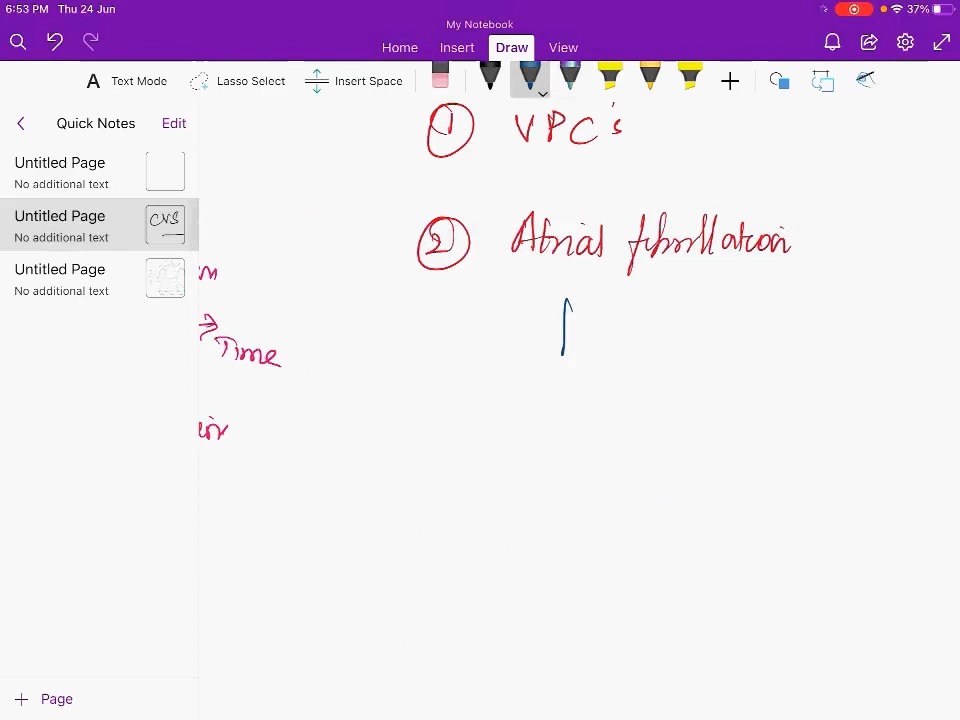 6:53 PM Thu 24 Jun
37%
My Notebook
Home Insert Draw View
Text Mode Lasso Select Insert Space
Quick Notes Edit
Untitled Page
No additional text
Untitled Page
No additional text
CNS
Untitled Page
No additional text
Time
① VPC's
② Atrial fibrillation
Page